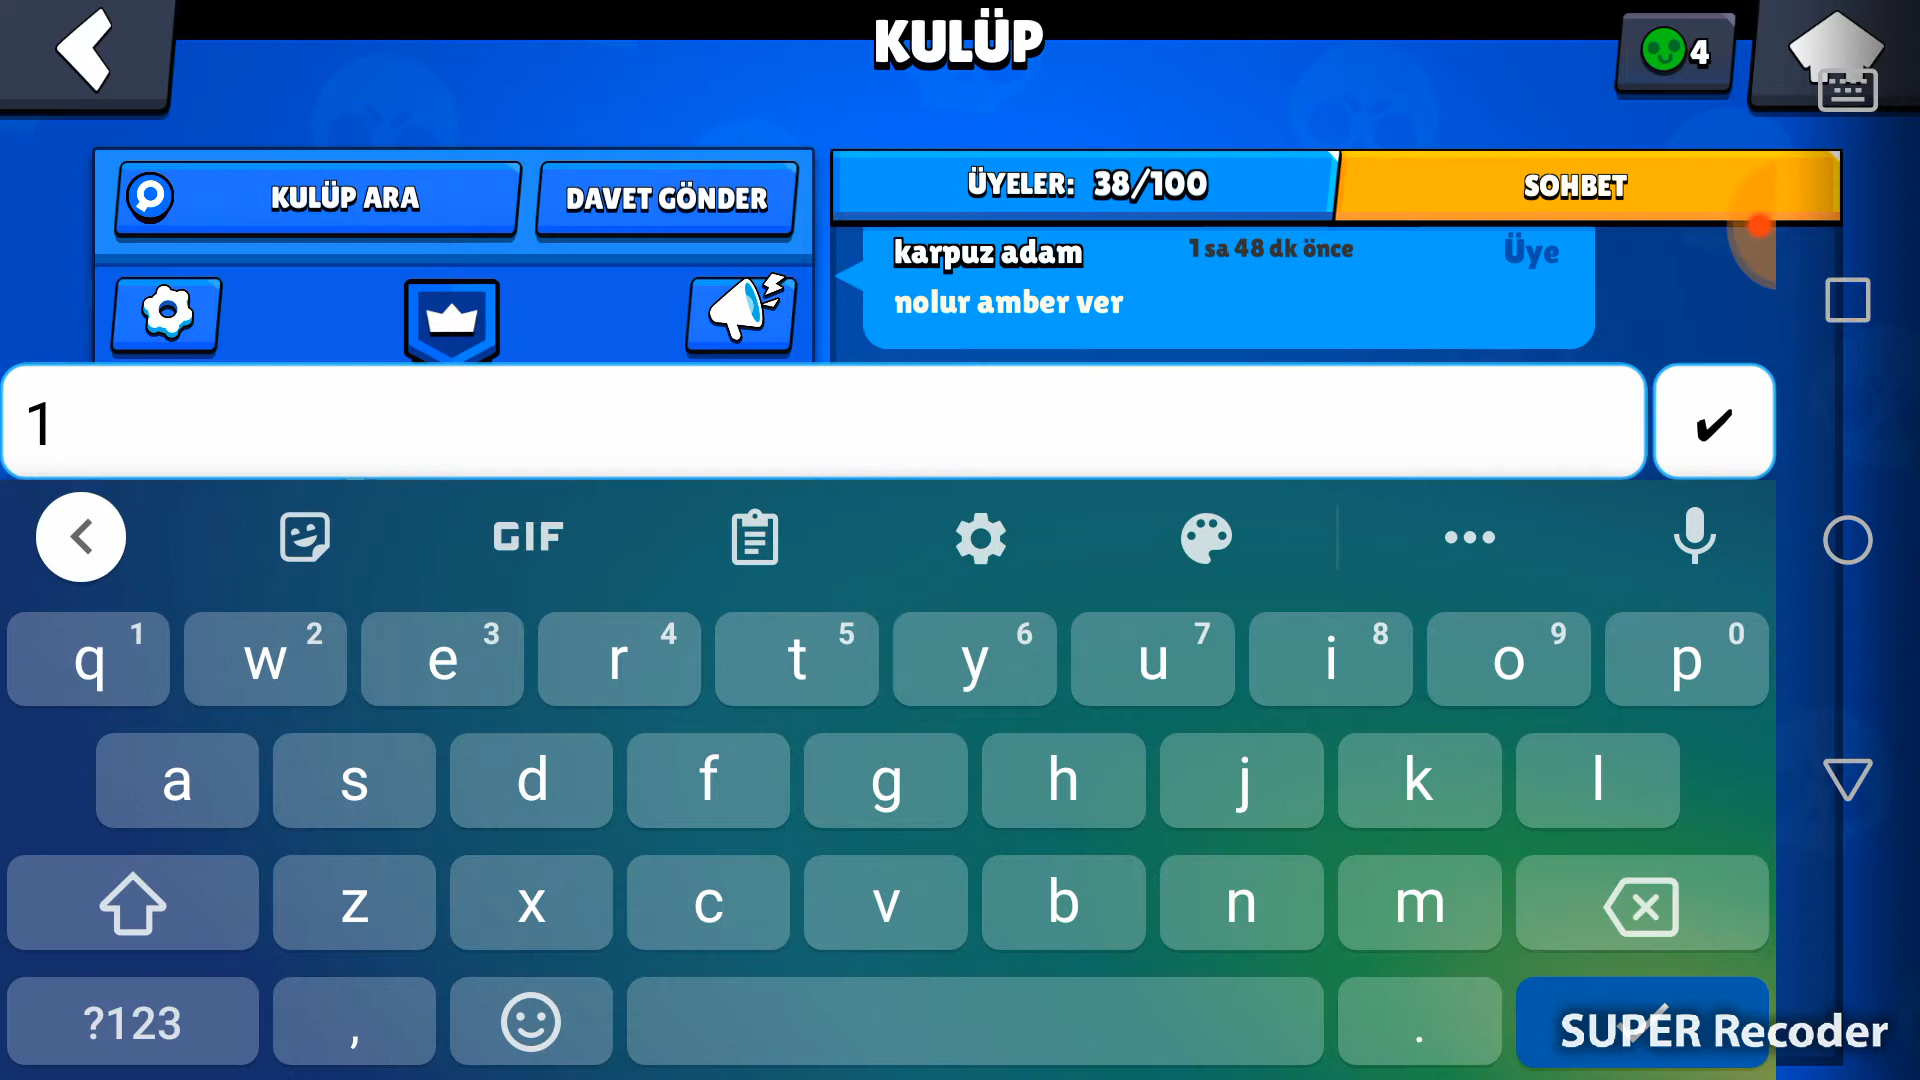 KULÜP
4
KULÜP ARA
DAVET GÖNDER
ÜYELER: 38/100
SOHBET
karpuz adam 1 sa 48 dk önce Üye
nolur amber ver
1
GIF
q 1 w 2 e 3 r 4 t 5 y 6 u 7 i 8 o 9 p 0
a s d f g h j k l
z x c v b n m
?123 , .
SUPER Recoder